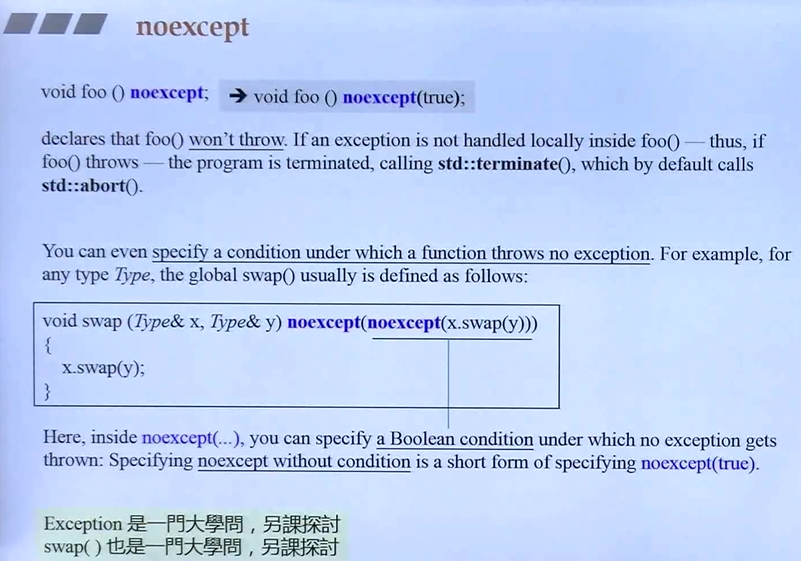 noexcept
void foo () noexcept; ➔ void foo () noexcept(true);
declares that foo() won't throw. If an exception is not handled locally inside foo() — thus, if
foo() throws — the program is terminated, calling std::terminate(), which by default calls
std::abort().
You can even specify a condition under which a function throws no exception. For example, for
any type Type, the global swap() usually is defined as follows:
void swap (Type& x, Type& y) noexcept(noexcept(x.swap(y)))
{
x.swap(y);
}
Here, inside noexcept(...), you can specify a Boolean condition under which no exception gets
thrown: Specifying noexcept without condition is a short form of specifying noexcept(true).
Exception 是一門大學問，另課探討
swap( ) 也是一門大學問，另課探討